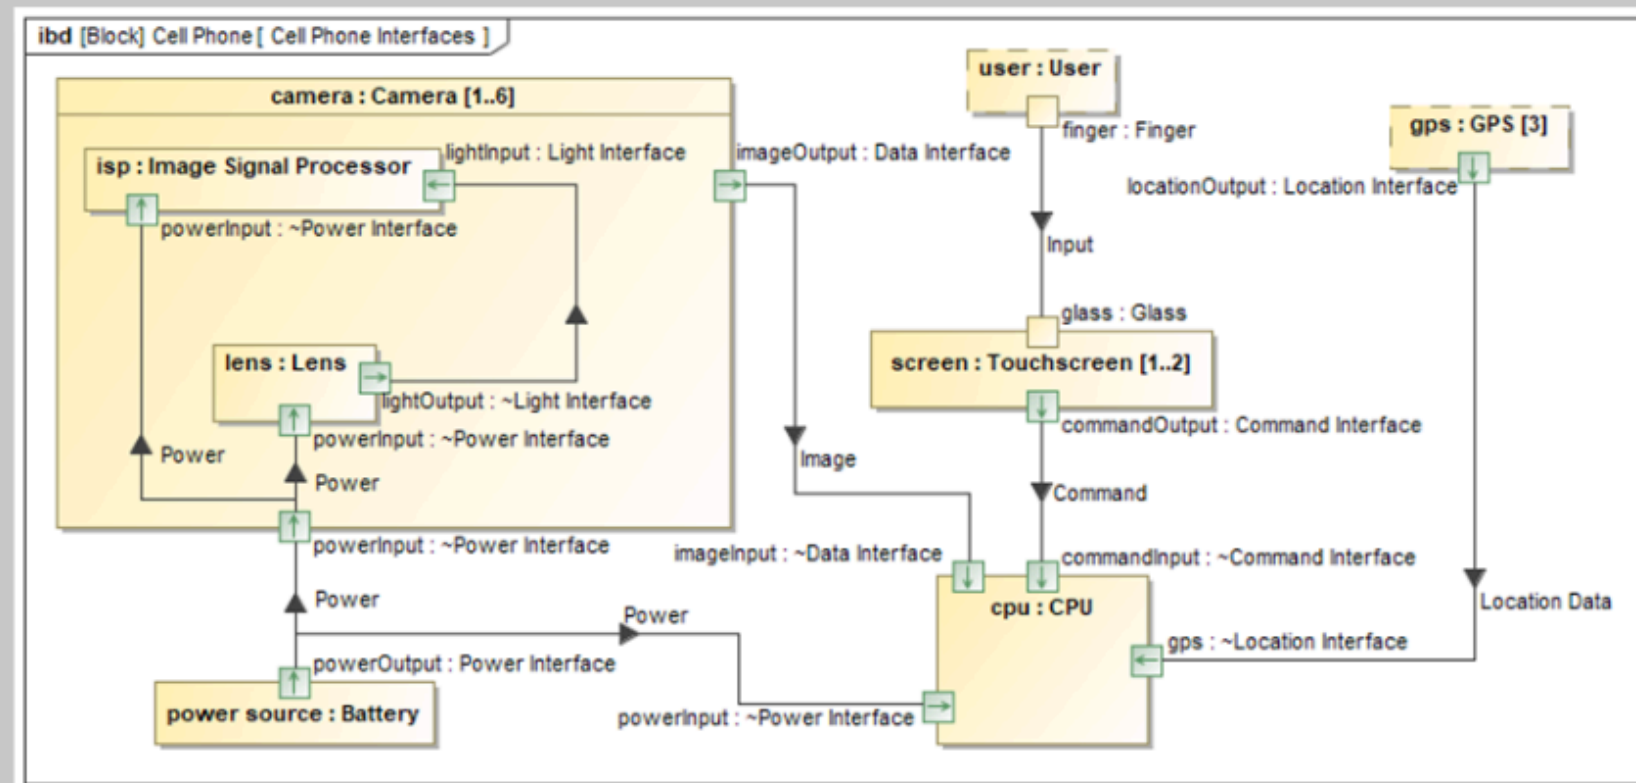 ibd [Block] Cell Phone [ Cell Phone Interfaces ]
user : User
camera : Camera [1..6]
finger : Finger
gps : GPS [3]
isp : Image Signal Processor
lightInput : Light Interface
imageOutput : Data Interface
locationOutput : Location Interface
powerInput : ~Power Interface
Input
glass : Glass
lens : Lens
screen : Touchscreen [1..2]
lightOutput : ~Light Interface
commandOutput : Command Interface
powerInput : ~Power Interface
Power
Image
Power
Command
powerInput : ~Power Interface
imageInput : ~Data Interface
commandInput : ~Command Interface
Power
cpu : CPU
Location Data
Power
gps : ~Location Interface
powerOutput : Power Interface
power source : Battery
powerInput : ~Power Interface